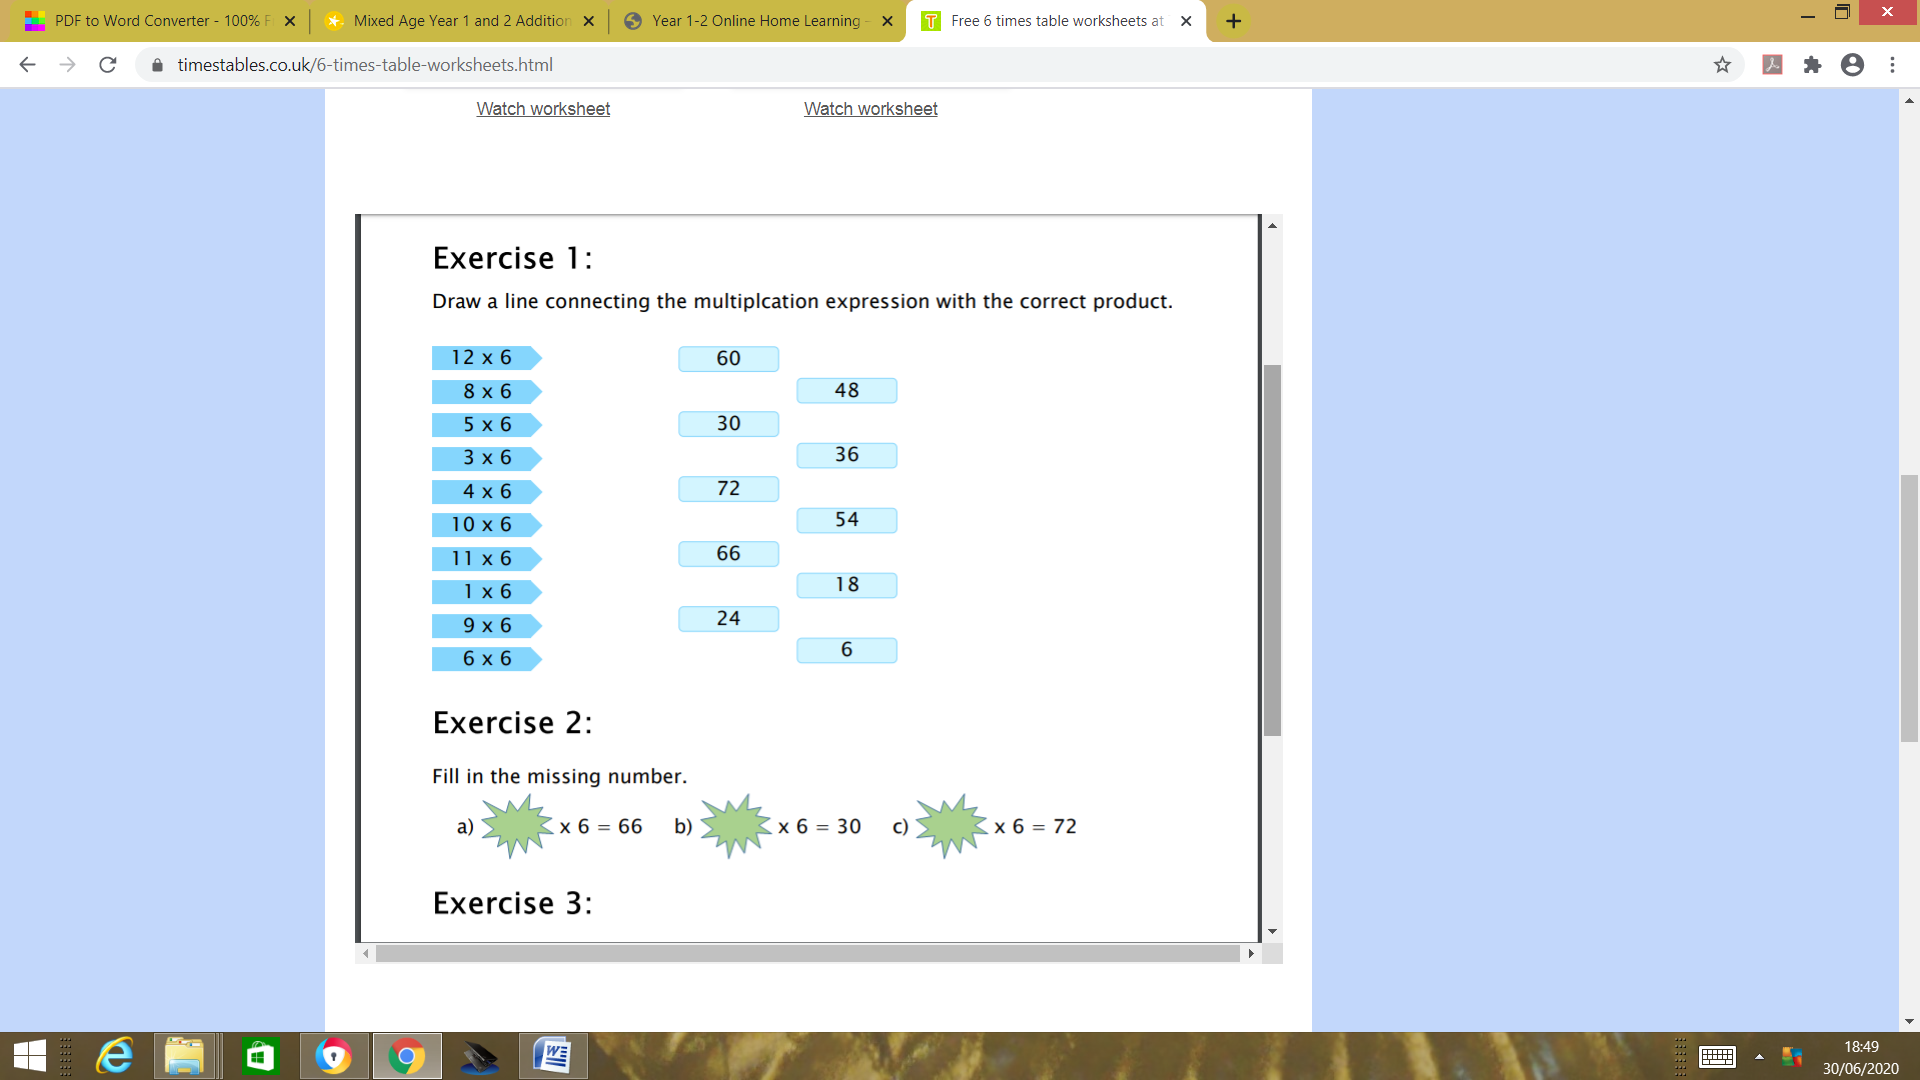 PDF to Word Converter - 100% F
Mixed Age Year 1 and 2 Addition
Year 1-2 Online Home Learning -
Free 6 times table worksheets at
timestables.co.uk/6-times-table-worksheets.html
Watch worksheet Watch worksheet
Exercise 1:
Draw a line connecting the multiplcation expression with the correct product.
12 x 6
8 x 6
5 x 6
3 x 6
4 x 6
10 x 6
11 x 6
1 x 6
9 x 6
6 x 6
60
48
30
36
72
54
66
18
24
6
Exercise 2:
Fill in the missing number.
a) x 6 = 66 b) x 6 = 30 c) x 6 = 72
Exercise 3:
18:49
30/06/2020